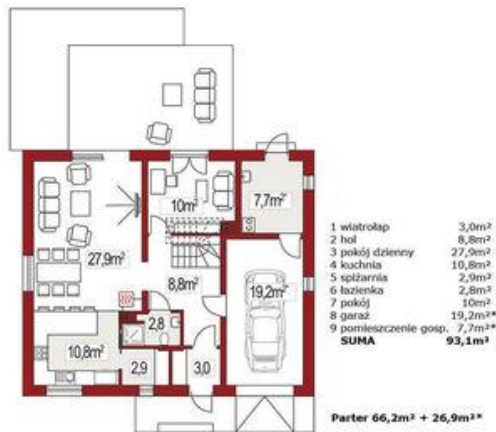 10m²
7,7m²
27,9m²
8,8m²
19,2m²
2,8
10,8m²
2,9
3,0
1 wiatrołap 3,0m²
2 hol 8,8m²
3 pokój dzienny 27,9m²
4 kuchnia 10,8m²
5 spiżarnia 2,9m²
6 łazienka 2,8m²
7 pokój 10m²
8 garaż 19,2m²*
9 pomieszczenie gosp. 7,7m²*
SUMA 93,1m²
Parter 66,2m² + 26,9m²*